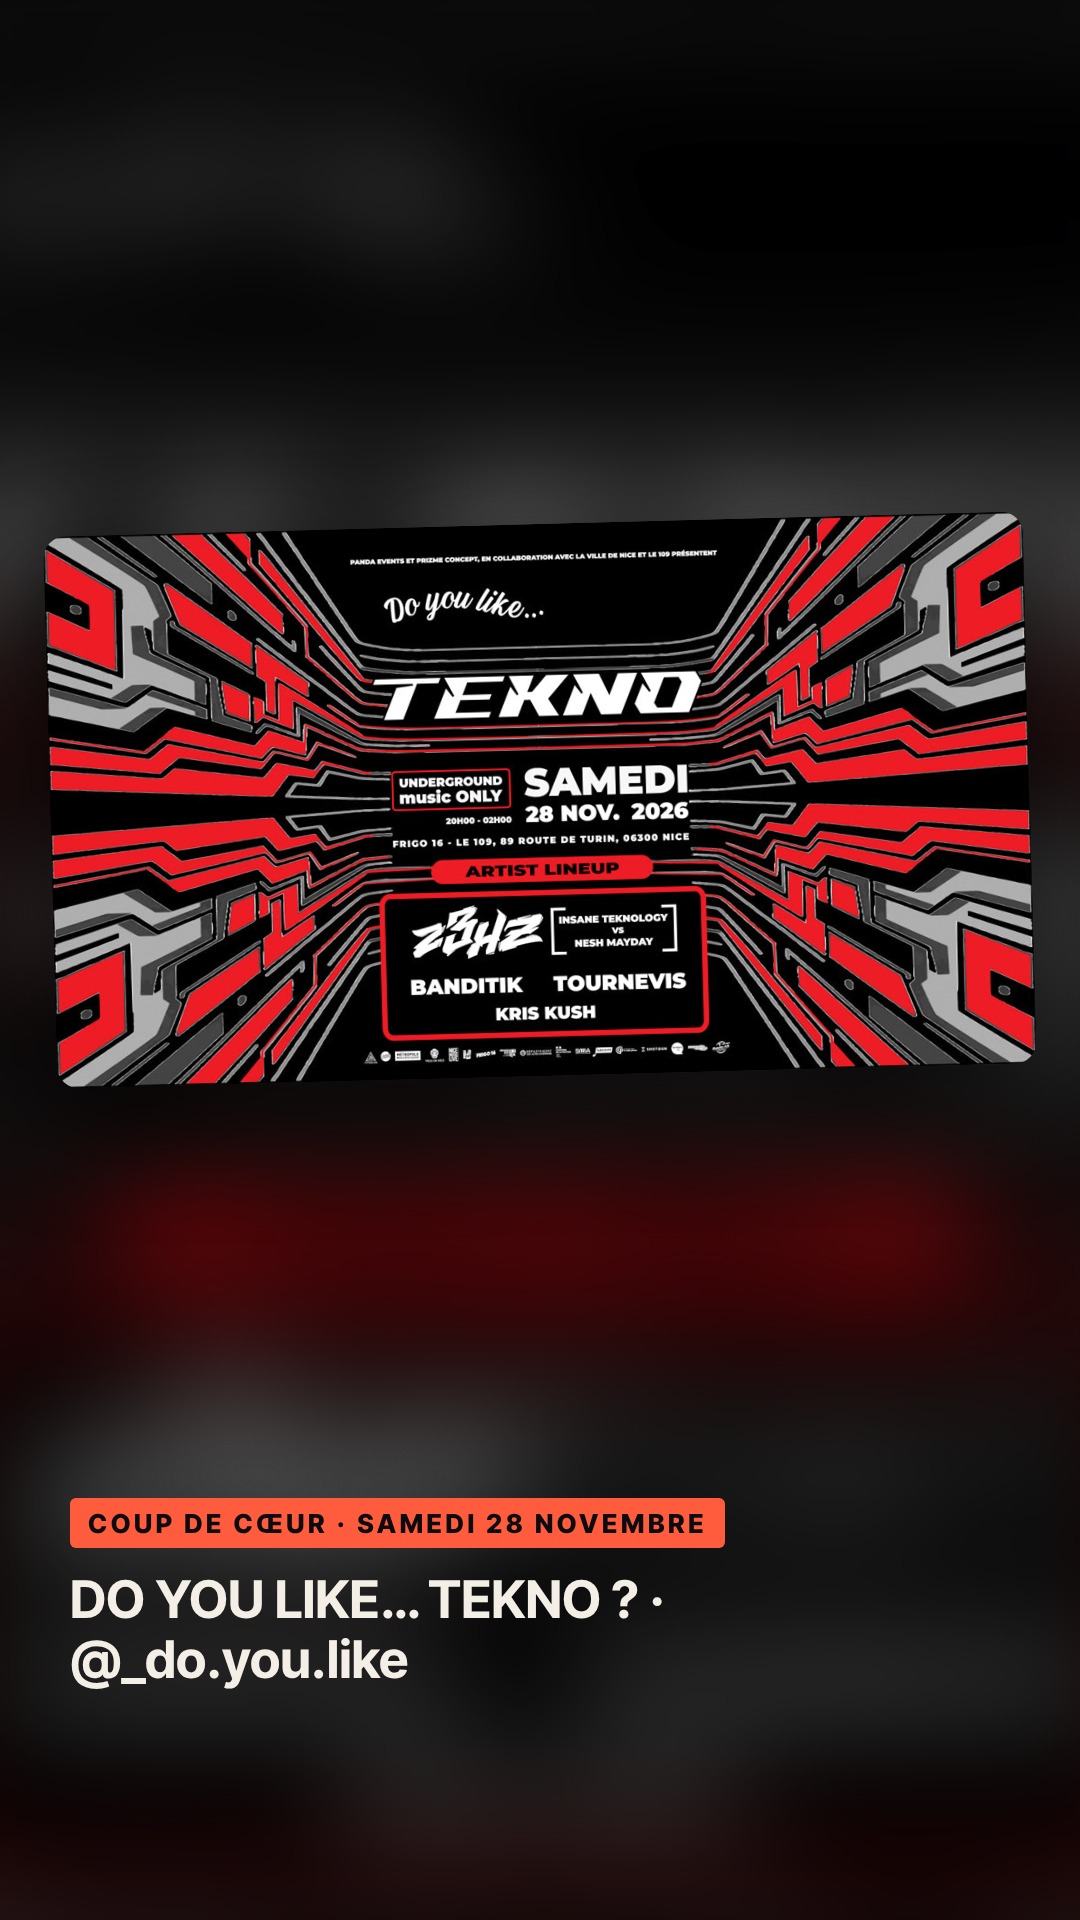 PANDA EVENTS ET PRIZME CONCEPT, EN COLLABORATION AVEC LA VILLE DE NICE ET LE 109 PRÉSENTENT
Do you like...
TEKNO
UNDERGROUND
music ONLY
20H00 - 02H00
SAMEDI
28 NOV. 2026
FRIGO 16 - LE 109, 89 ROUTE DE TURIN, 06300 NICE
ARTIST LINEUP
Z3HZ
INSANE TEKNOLOGY
VS
NESH MAYDAY
BANDITIK TOURNEVIS
KRIS KUSH
COUP DE CŒUR · SAMEDI 28 NOVEMBRE
DO YOU LIKE... TEKNO ? ·
@_do.you.like